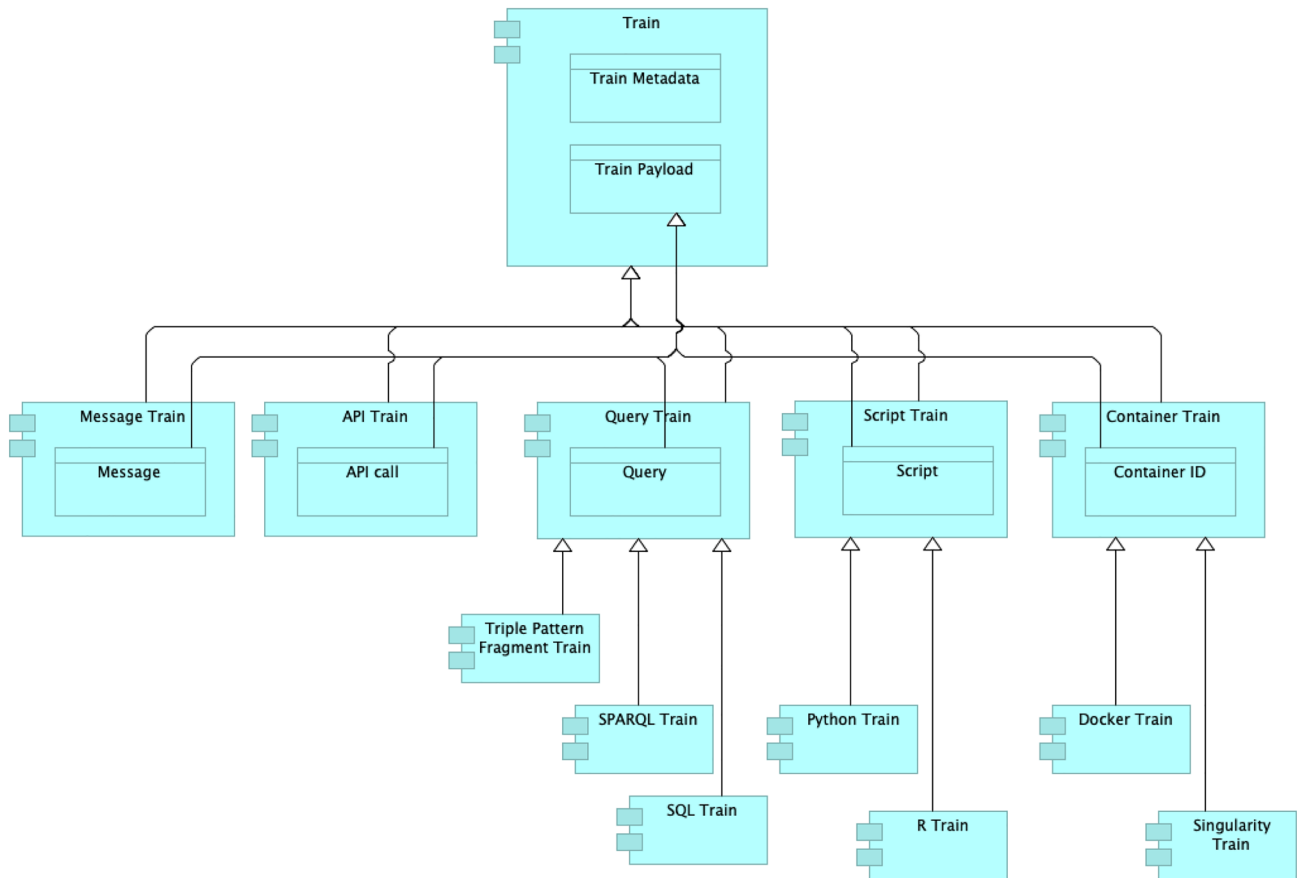 Train
Train Metadata
Train Payload
Message Train
Message
API Train
API call
Query Train
Query
Script Train
Script
Container Train
Container ID
Triple Pattern
Fragment Train
SPARQL Train
Python Train
Docker Train
SQL Train
R Train
Singularity
Train